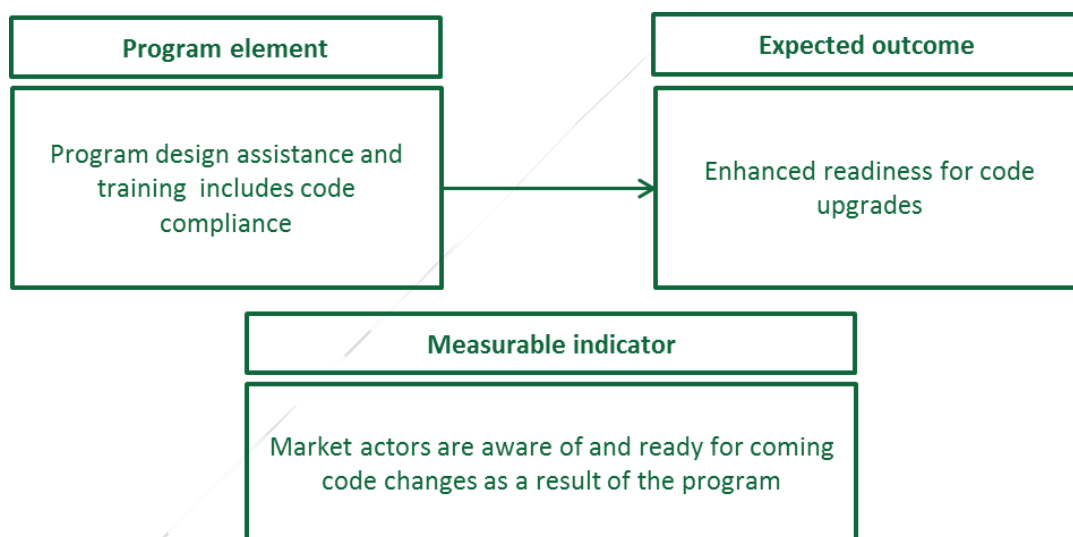 Program element
Program design assistance and
training  includes code
compliance
Expected outcome
Enhanced readiness for code
upgrades
Measurable indicator
Market actors are aware of and ready for coming
code changes as a result of the program